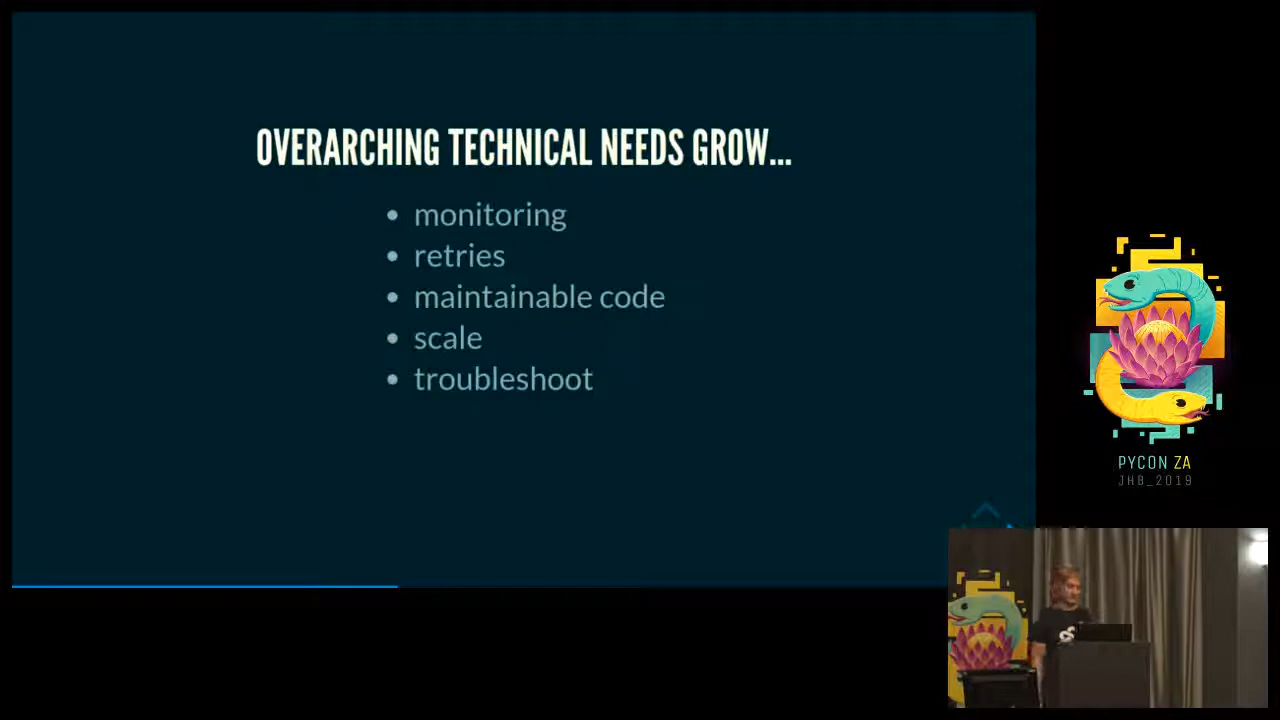 OVERARCHING TECHNICAL NEEDS GROW...
• monitoring
• retries
• maintainable code
• scale
• troubleshoot
PYCON ZA
JHB_2019